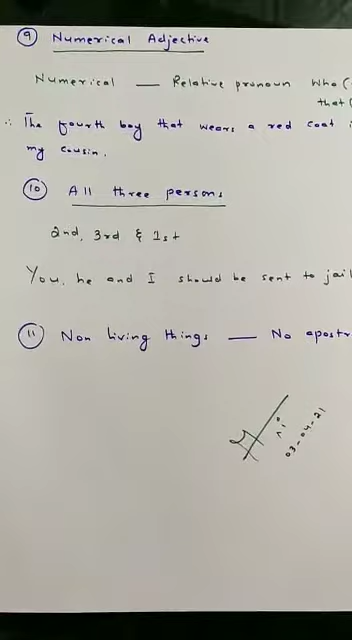 ⑨ Numerical Adjective
Numerical — Relative pronoun Who (
that (
∴ The fourth boy that wears a red coat i
my cousin.
⑩ All three persons
2nd, 3rd & 1st
You, he and I should be sent to jail
⑪ Non living things — No apostr
03-04-21